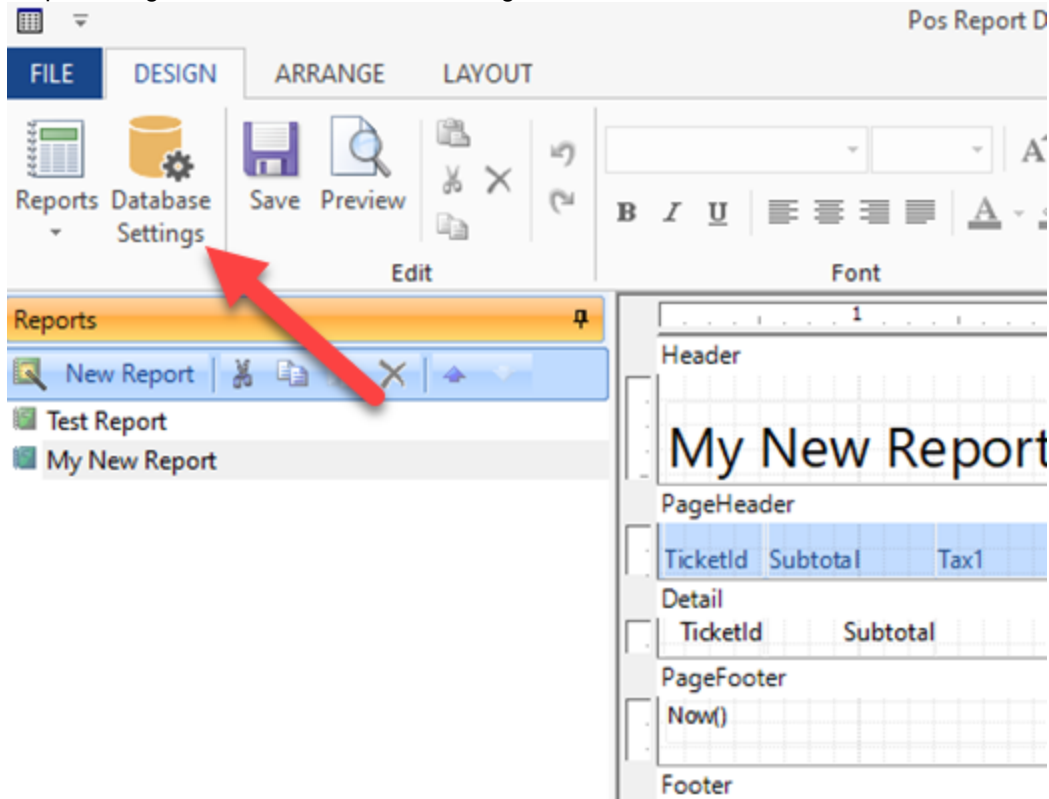 Pos Report D
FILE DESIGN ARRANGE LAYOUT
Reports Database Settings Save Preview
B I U A
Edit Font
Reports
New Report
Test Report
My New Report
1
Header
My New Report
PageHeader
TicketId Subtotal Tax1
Detail
TicketId Subtotal
PageFooter
Now()
Footer